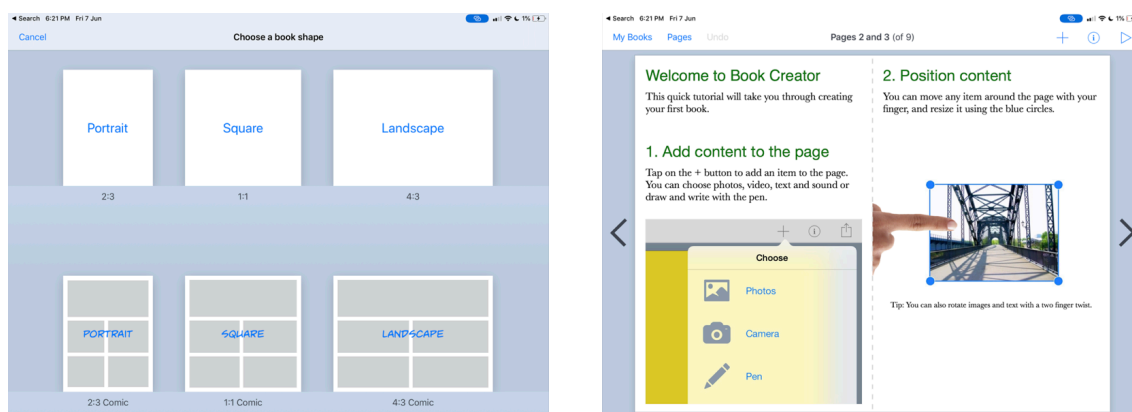 Search 6:21 PM Fri 7 Jun 1%
Cancel Choose a book shape
Portrait Square Landscape
2:3 1:1 4:3
PORTRAIT SQUARE LANDSCAPE
2:3 Comic 1:1 Comic 4:3 Comic
Search 6:21 PM Fri 7 Jun 1%
My Books Pages Undo Pages 2 and 3 (of 9)
Welcome to Book Creator
This quick tutorial will take you through creating
your first book.
1. Add content to the page
Tap on the + button to add an item to the page.
You can choose photos, video, text and sound or
draw and write with the pen.
Choose
Photos
Camera
Pen
2. Position content
You can move any item around the page with your
finger, and resize it using the blue circles.
Tip: You can also rotate images and text with a two finger twist.